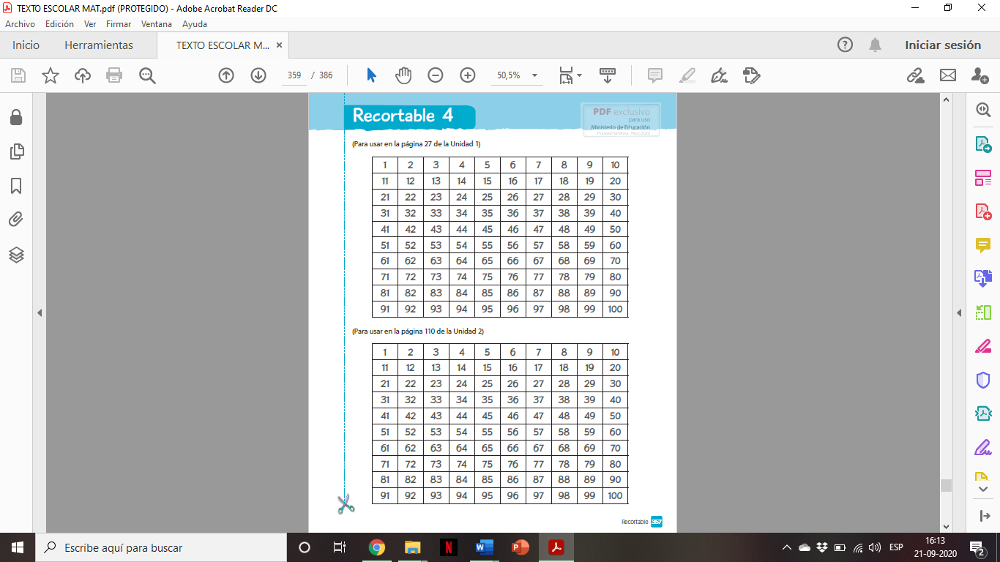 TEXTO ESCOLAR MAT.pdf (PROTEGIDO) - Adobe Acrobat Reader DC
Archivo Edición Ver Firmar Ventana Ayuda
Inicio Herramientas TEXTO ESCOLAR M... × Iniciar sesión
359 / 386 50,5%
Recortable 4
PDF exclusivo
para uso
Ministerio de Educación
(Para usar en la página 27 de la Unidad 1)
1 2 3 4 5 6 7 8 9 10
11 12 13 14 15 16 17 18 19 20
21 22 23 24 25 26 27 28 29 30
31 32 33 34 35 36 37 38 39 40
41 42 43 44 45 46 47 48 49 50
51 52 53 54 55 56 57 58 59 60
61 62 63 64 65 66 67 68 69 70
71 72 73 74 75 76 77 78 79 80
81 82 83 84 85 86 87 88 89 90
91 92 93 94 95 96 97 98 99 100
(Para usar en la página 110 de la Unidad 2)
1 2 3 4 5 6 7 8 9 10
11 12 13 14 15 16 17 18 19 20
21 22 23 24 25 26 27 28 29 30
31 32 33 34 35 36 37 38 39 40
41 42 43 44 45 46 47 48 49 50
51 52 53 54 55 56 57 58 59 60
61 62 63 64 65 66 67 68 69 70
71 72 73 74 75 76 77 78 79 80
81 82 83 84 85 86 87 88 89 90
91 92 93 94 95 96 97 98 99 100
Recortable 357
Escribe aquí para buscar
ESP
16:13
21-09-2020
2